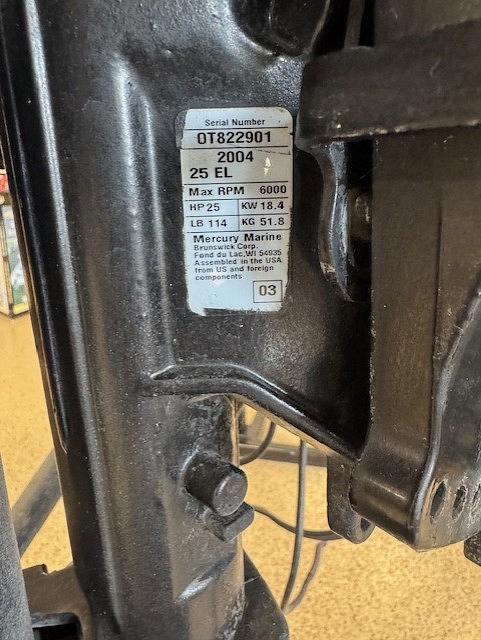 Serial Number
0T822901
2004
25 EL
Max RPM 6000
HP 25 KW 18.4
LB 114 KG 51.8
Mercury Marine
Brunswick Corp.
Fond du Lac,WI 54935
Assembled in the USA
from US and foreign
components
03